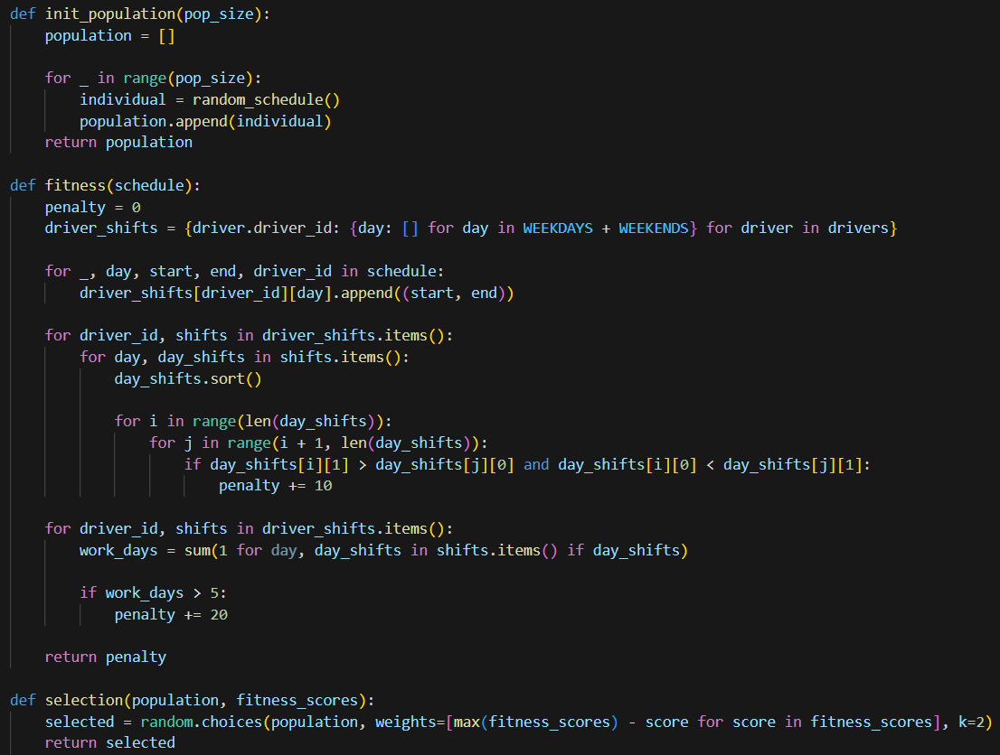 def init_population(pop_size):
    population = []
    for _ in range(pop_size):
        individual = random_schedule()
        population.append(individual)
    return population
def fitness(schedule):
    penalty = 0
    driver_shifts = {driver.driver_id: {day: [] for day in WEEKDAYS + WEEKENDS} for driver in drivers}
    for _, day, start, end, driver_id in schedule:
        driver_shifts[driver_id][day].append((start, end))
    for driver_id, shifts in driver_shifts.items():
        for day, day_shifts in shifts.items():
            day_shifts.sort()
            for i in range(len(day_shifts)):
                for j in range(i + 1, len(day_shifts)):
                    if day_shifts[i][1] > day_shifts[j][0] and day_shifts[i][0] < day_shifts[j][1]:
                        penalty += 10
    for driver_id, shifts in driver_shifts.items():
        work_days = sum(1 for day, day_shifts in shifts.items() if day_shifts)
        if work_days > 5:
            penalty += 20
    return penalty
def selection(population, fitness_scores):
    selected = random.choices(population, weights=[max(fitness_scores) - score for score in fitness_scores], k=2)
    return selected